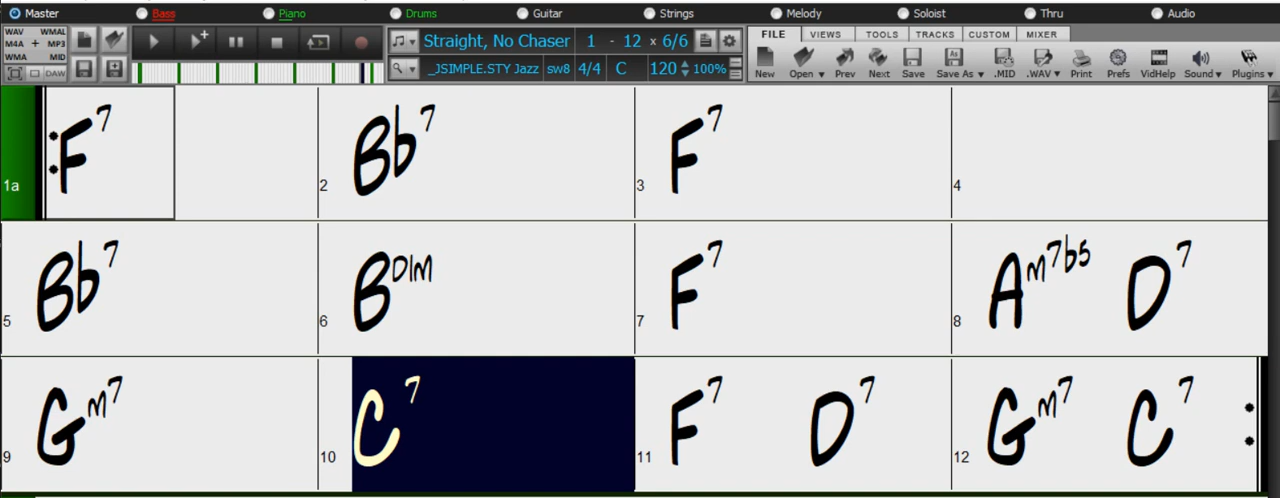 Master Bass Piano Drums Guitar Strings Melody Soloist Thru Audio
WAV WMAL
M4A + MP3
WMA MID
DAW
Straight, No Chaser 1 - 12 x 6/6
_JSIMPLE.STY Jazz sw8 4/4 C 120 100%
FILE VIEWS TOOLS TRACKS CUSTOM MIXER
New Open Prev Next Save Save As .MID .WAV Print Prefs VidHelp Sound Plugins
1a F7 2 Bb7 3 F7 4
5 Bb7 6 BDIM 7 F7 8 Am7b5 D7
9 Gm7 10 C7 11 F7 D7 12 Gm7 C7